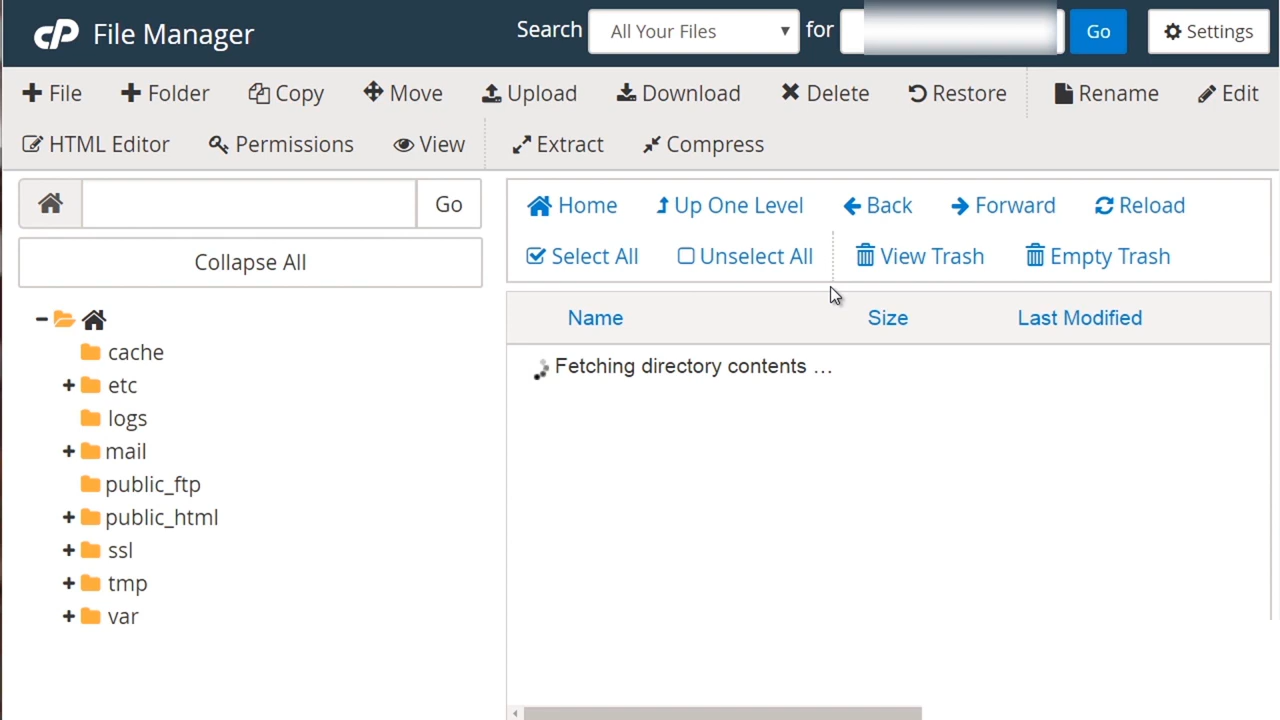 cP File Manager Search All Your Files for Go Settings
File Folder Copy Move Upload Download Delete Restore Rename Edit
HTML Editor Permissions View Extract Compress
Go
Collapse All
cache
etc
logs
mail
public_ftp
public_html
ssl
tmp
var
Home Up One Level Back Forward Reload
Select All Unselect All View Trash Empty Trash
Name Size Last Modified
Fetching directory contents ...